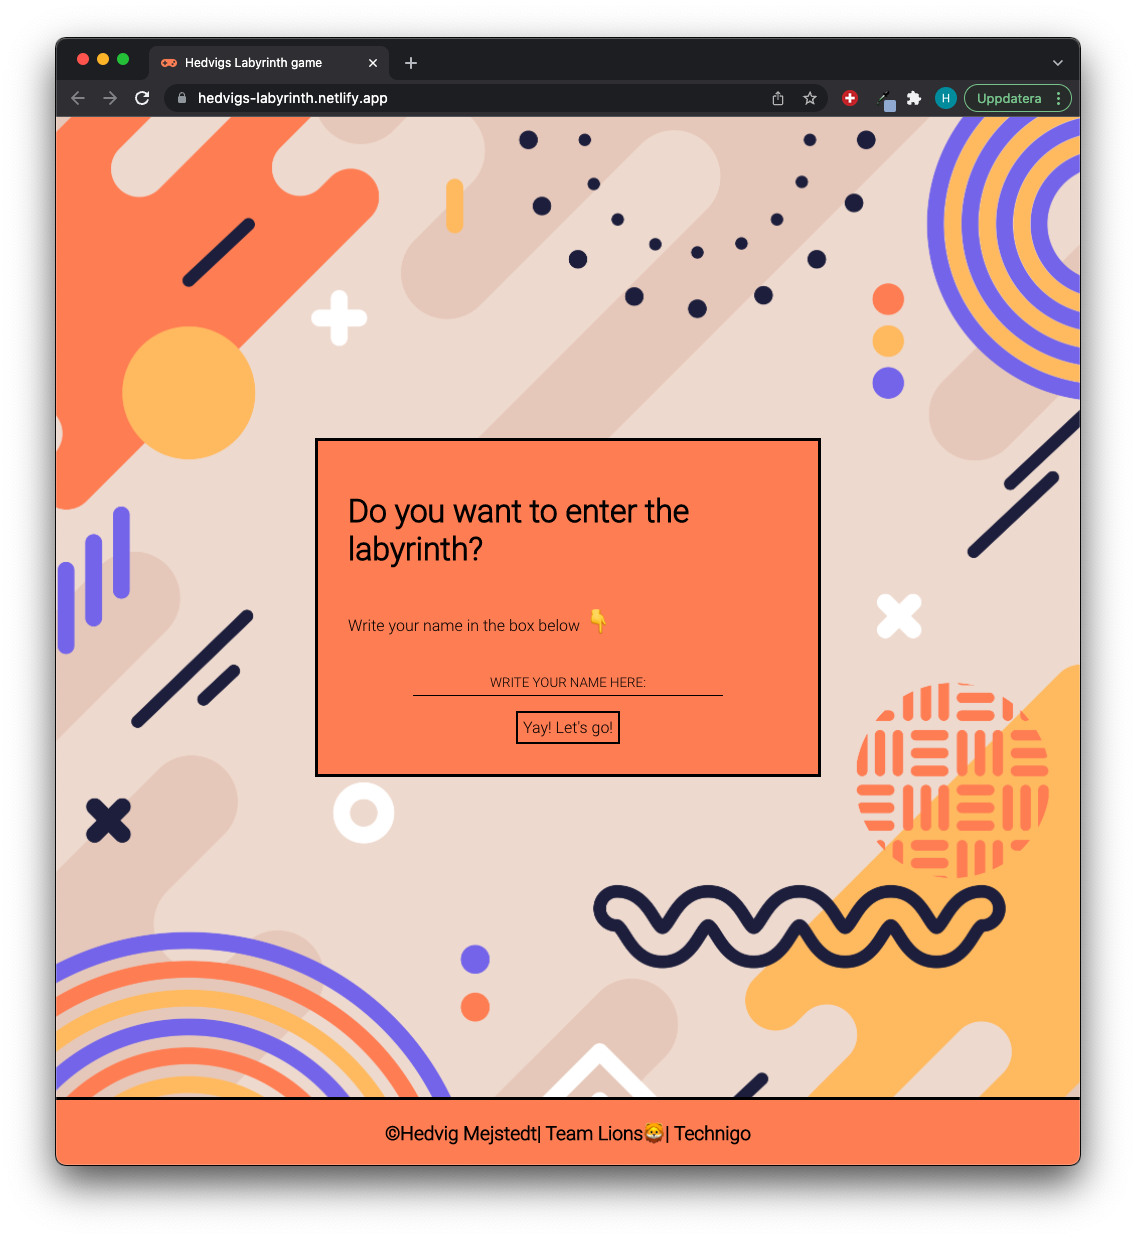 Hedvigs Labyrinth game
hedvigs-labyrinth.netlify.app
H
Uppdatera
Do you want to enter the
labyrinth?
Write your name in the box below 👇
WRITE YOUR NAME HERE:
Yay! Let's go!
©Hedvig Mejstedt| Team Lions🦁| Technigo